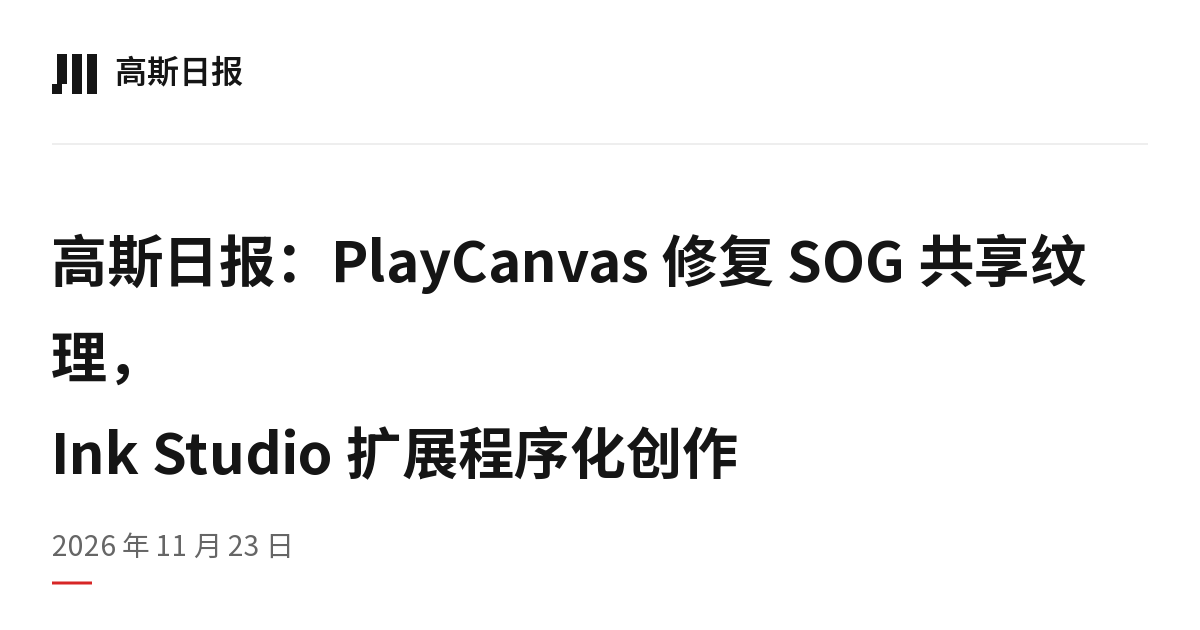 高斯日报
高斯日报：PlayCanvas 修复 SOG 共享纹
理，
Ink Studio 扩展程序化创作
2026 年 11 月 23 日